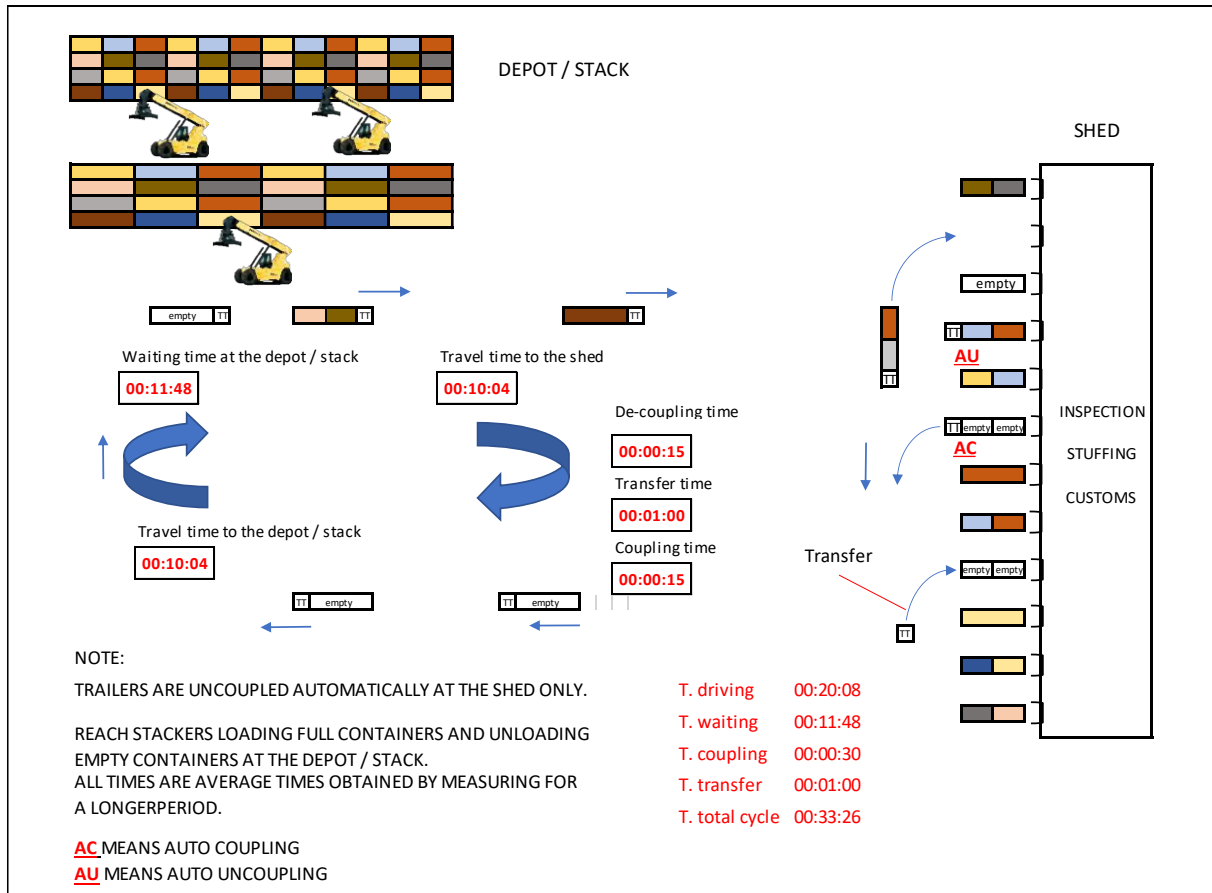 DEPOT / STACK
SHED
empty
TT
TT
TT
empty
TT
AU
TT
Waiting time at the depot / stack
00:11:48
Travel time to the shed
00:10:04
De-coupling time
00:00:15
Transfer time
00:01:00
Coupling time
00:00:15
Travel time to the depot / stack
00:10:04
TT empty empty
AC
INSPECTION
STUFFING
CUSTOMS
Transfer
empty empty
TT
TT empty
TT empty
NOTE:
TRAILERS ARE UNCOUPLED AUTOMATICALLY AT THE SHED ONLY.
REACH STACKERS LOADING FULL CONTAINERS AND UNLOADING
EMPTY CONTAINERS AT THE DEPOT / STACK.
ALL TIMES ARE AVERAGE TIMES OBTAINED BY MEASURING FOR
A LONGERPERIOD.
AC MEANS AUTO COUPLING
AU MEANS AUTO UNCOUPLING
T. driving 00:20:08
T. waiting 00:11:48
T. coupling 00:00:30
T. transfer 00:01:00
T. total cycle 00:33:26